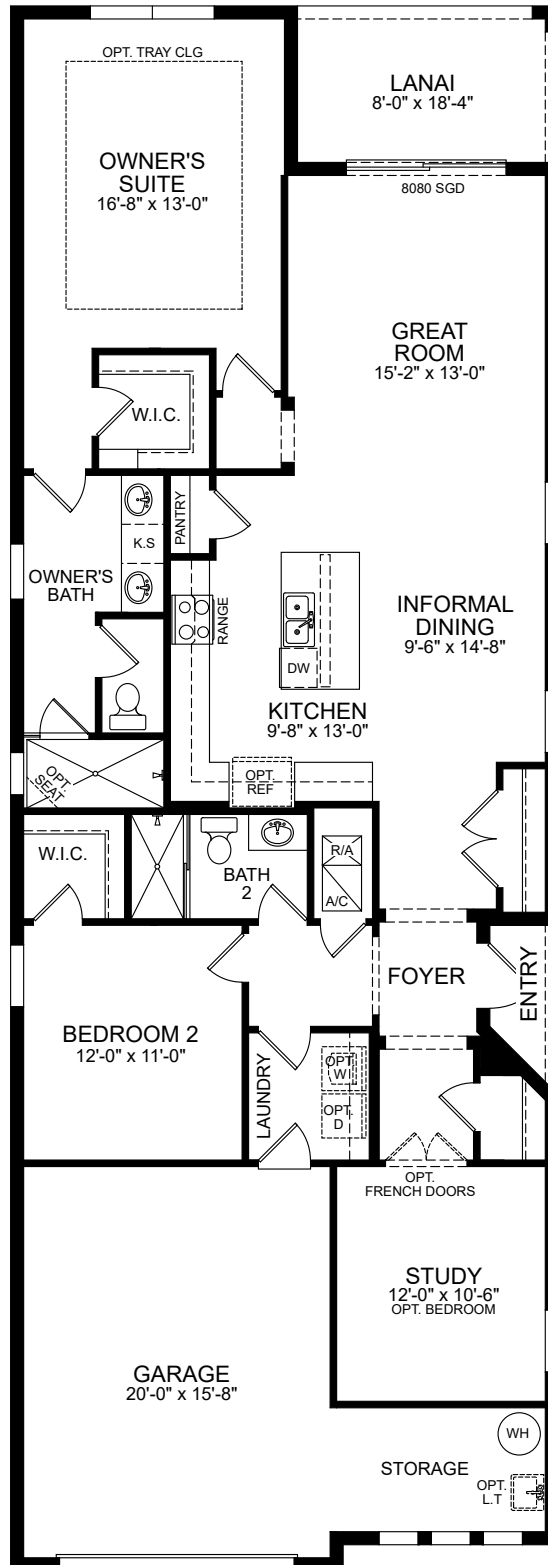 OPT. TRAY CLG
OWNER'S
SUITE
16'-8" x 13'-0"
LANAI
8'-0" x 18'-4"
8080 SGD
GREAT
ROOM
15'-2" x 13'-0"
W.I.C.
PANTRY
K.S
OWNER'S
BATH
RANGE
DW
INFORMAL
DINING
9'-6" x 14'-8"
KITCHEN
9'-8" x 13'-0"
OPT.
SEAT
OPT.
REF
W.I.C.
BATH
2
R/A
A/C
FOYER
ENTRY
BEDROOM 2
12'-0" x 11'-0"
LAUNDRY
OPT.
W
OPT.
D
OPT.
FRENCH DOORS
STUDY
12'-0" x 10'-6"
OPT. BEDROOM
GARAGE
20'-0" x 15'-8"
WH
STORAGE
OPT.
L.T